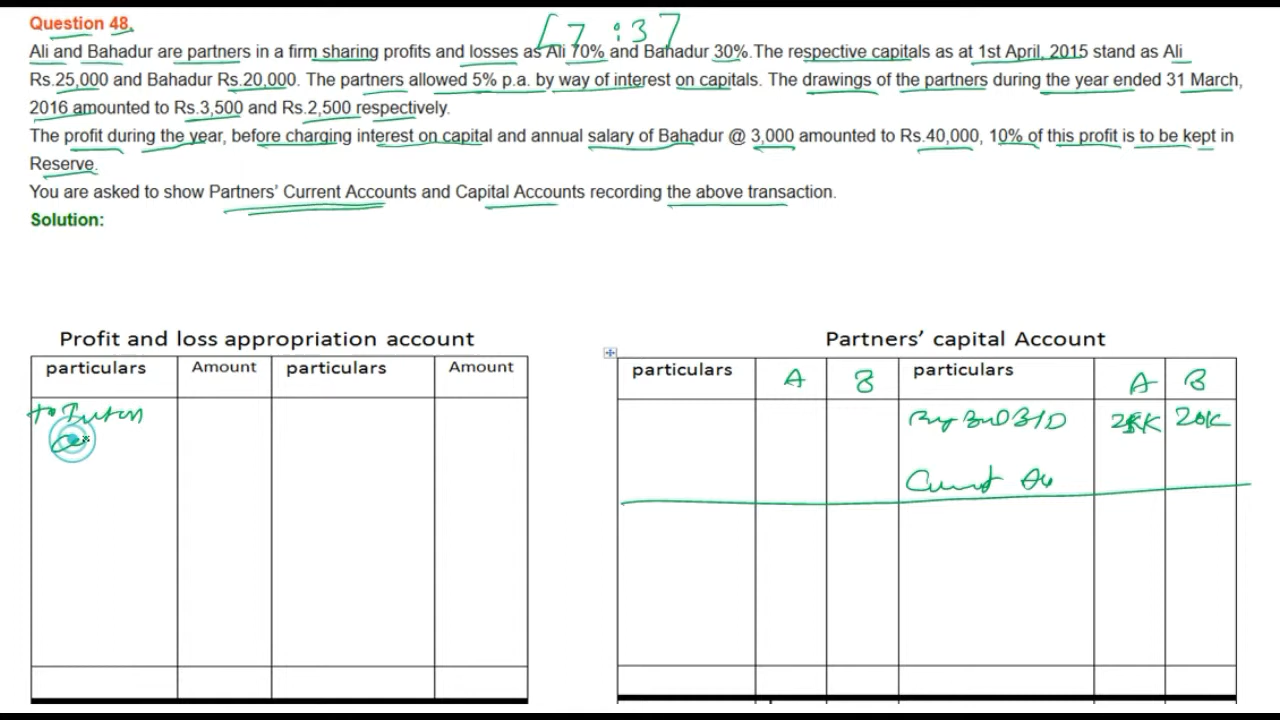 Question 48.
[7 : 3]
Ali and Bahadur are partners in a firm sharing profits and losses as Ali 70% and Bahadur 30%.The respective capitals as at 1st April, 2015 stand as Ali
Rs.25,000 and Bahadur Rs.20,000. The partners allowed 5% p.a. by way of interest on capitals. The drawings of the partners during the year ended 31 March,
2016 amounted to Rs.3,500 and Rs.2,500 respectively.
The profit during the year, before charging interest on capital and annual salary of Bahadur @ 3,000 amounted to Rs.40,000, 10% of this profit is to be kept in
Reserve.
You are asked to show Partners' Current Accounts and Capital Accounts recording the above transaction.
Solution:
Profit and loss appropriation account
particulars Amount particulars Amount
To
Partners' capital Account
particulars A B particulars A B
By Bal B/D 25K 20K
Current